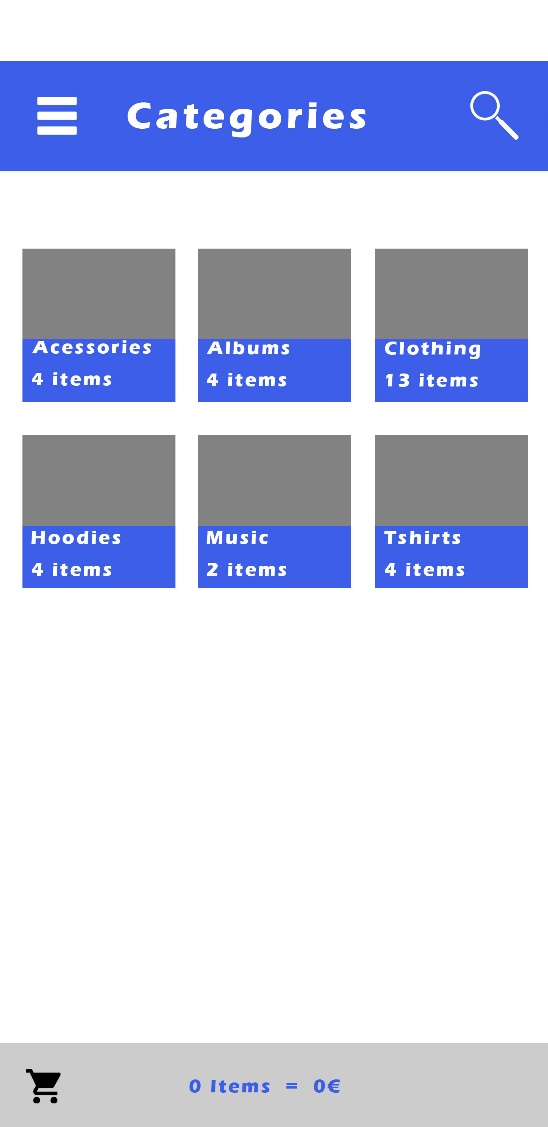 Categories
Acessories
4 items
Albums
4 items
Clothing
13 items
Hoodies
4 items
Music
2 items
Tshirts
4 items
0 Items = 0€